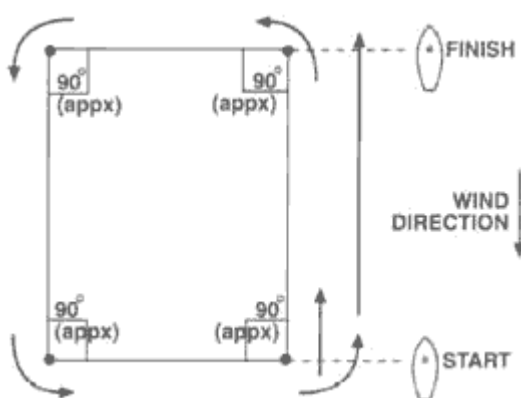 FINISH
90° 90°
(appx) (appx)
WIND
DIRECTION
90° 90°
(appx) (appx)
START